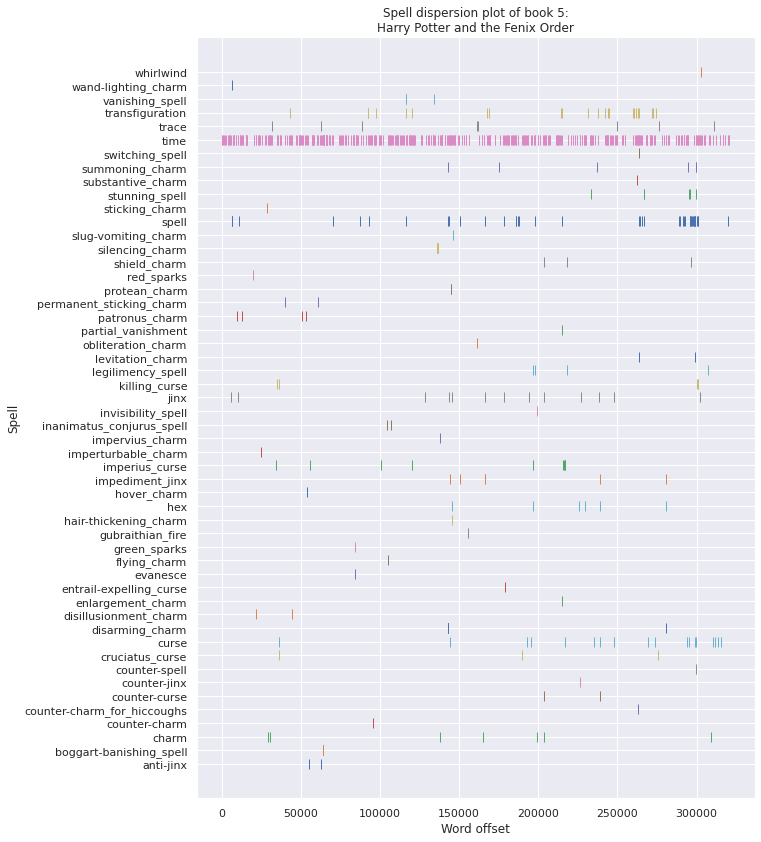 Spell dispersion plot of book 5:
Harry Potter and the Fenix Order
whirlwind
wand-lighting_charm
vanishing_spell
transfiguration
trace
time
switching_spell
summoning_charm
substantive_charm
stunning_spell
sticking_charm
spell
slug-vomiting_charm
silencing_charm
shield_charm
red_sparks
protean_charm
permanent_sticking_charm
patronus_charm
partial_vanishment
obliteration_charm
levitation_charm
legilimency_spell
killing_curse
jinx
invisibility_spell
inanimatus_conjurus_spell
impervius_charm
imperturbable_charm
imperius_curse
impediment_jinx
hover_charm
hex
hair-thickening_charm
gubraithian_fire
green_sparks
flying_charm
evanesce
entrail-expelling_curse
enlargement_charm
disillusionment_charm
disarming_charm
curse
cruciatus_curse
counter-spell
counter-jinx
counter-curse
counter-charm_for_hiccoughs
counter-charm
charm
boggart-banishing_spell
anti-jinx
Spell
0 50000 100000 150000 200000 250000 300000
Word offset